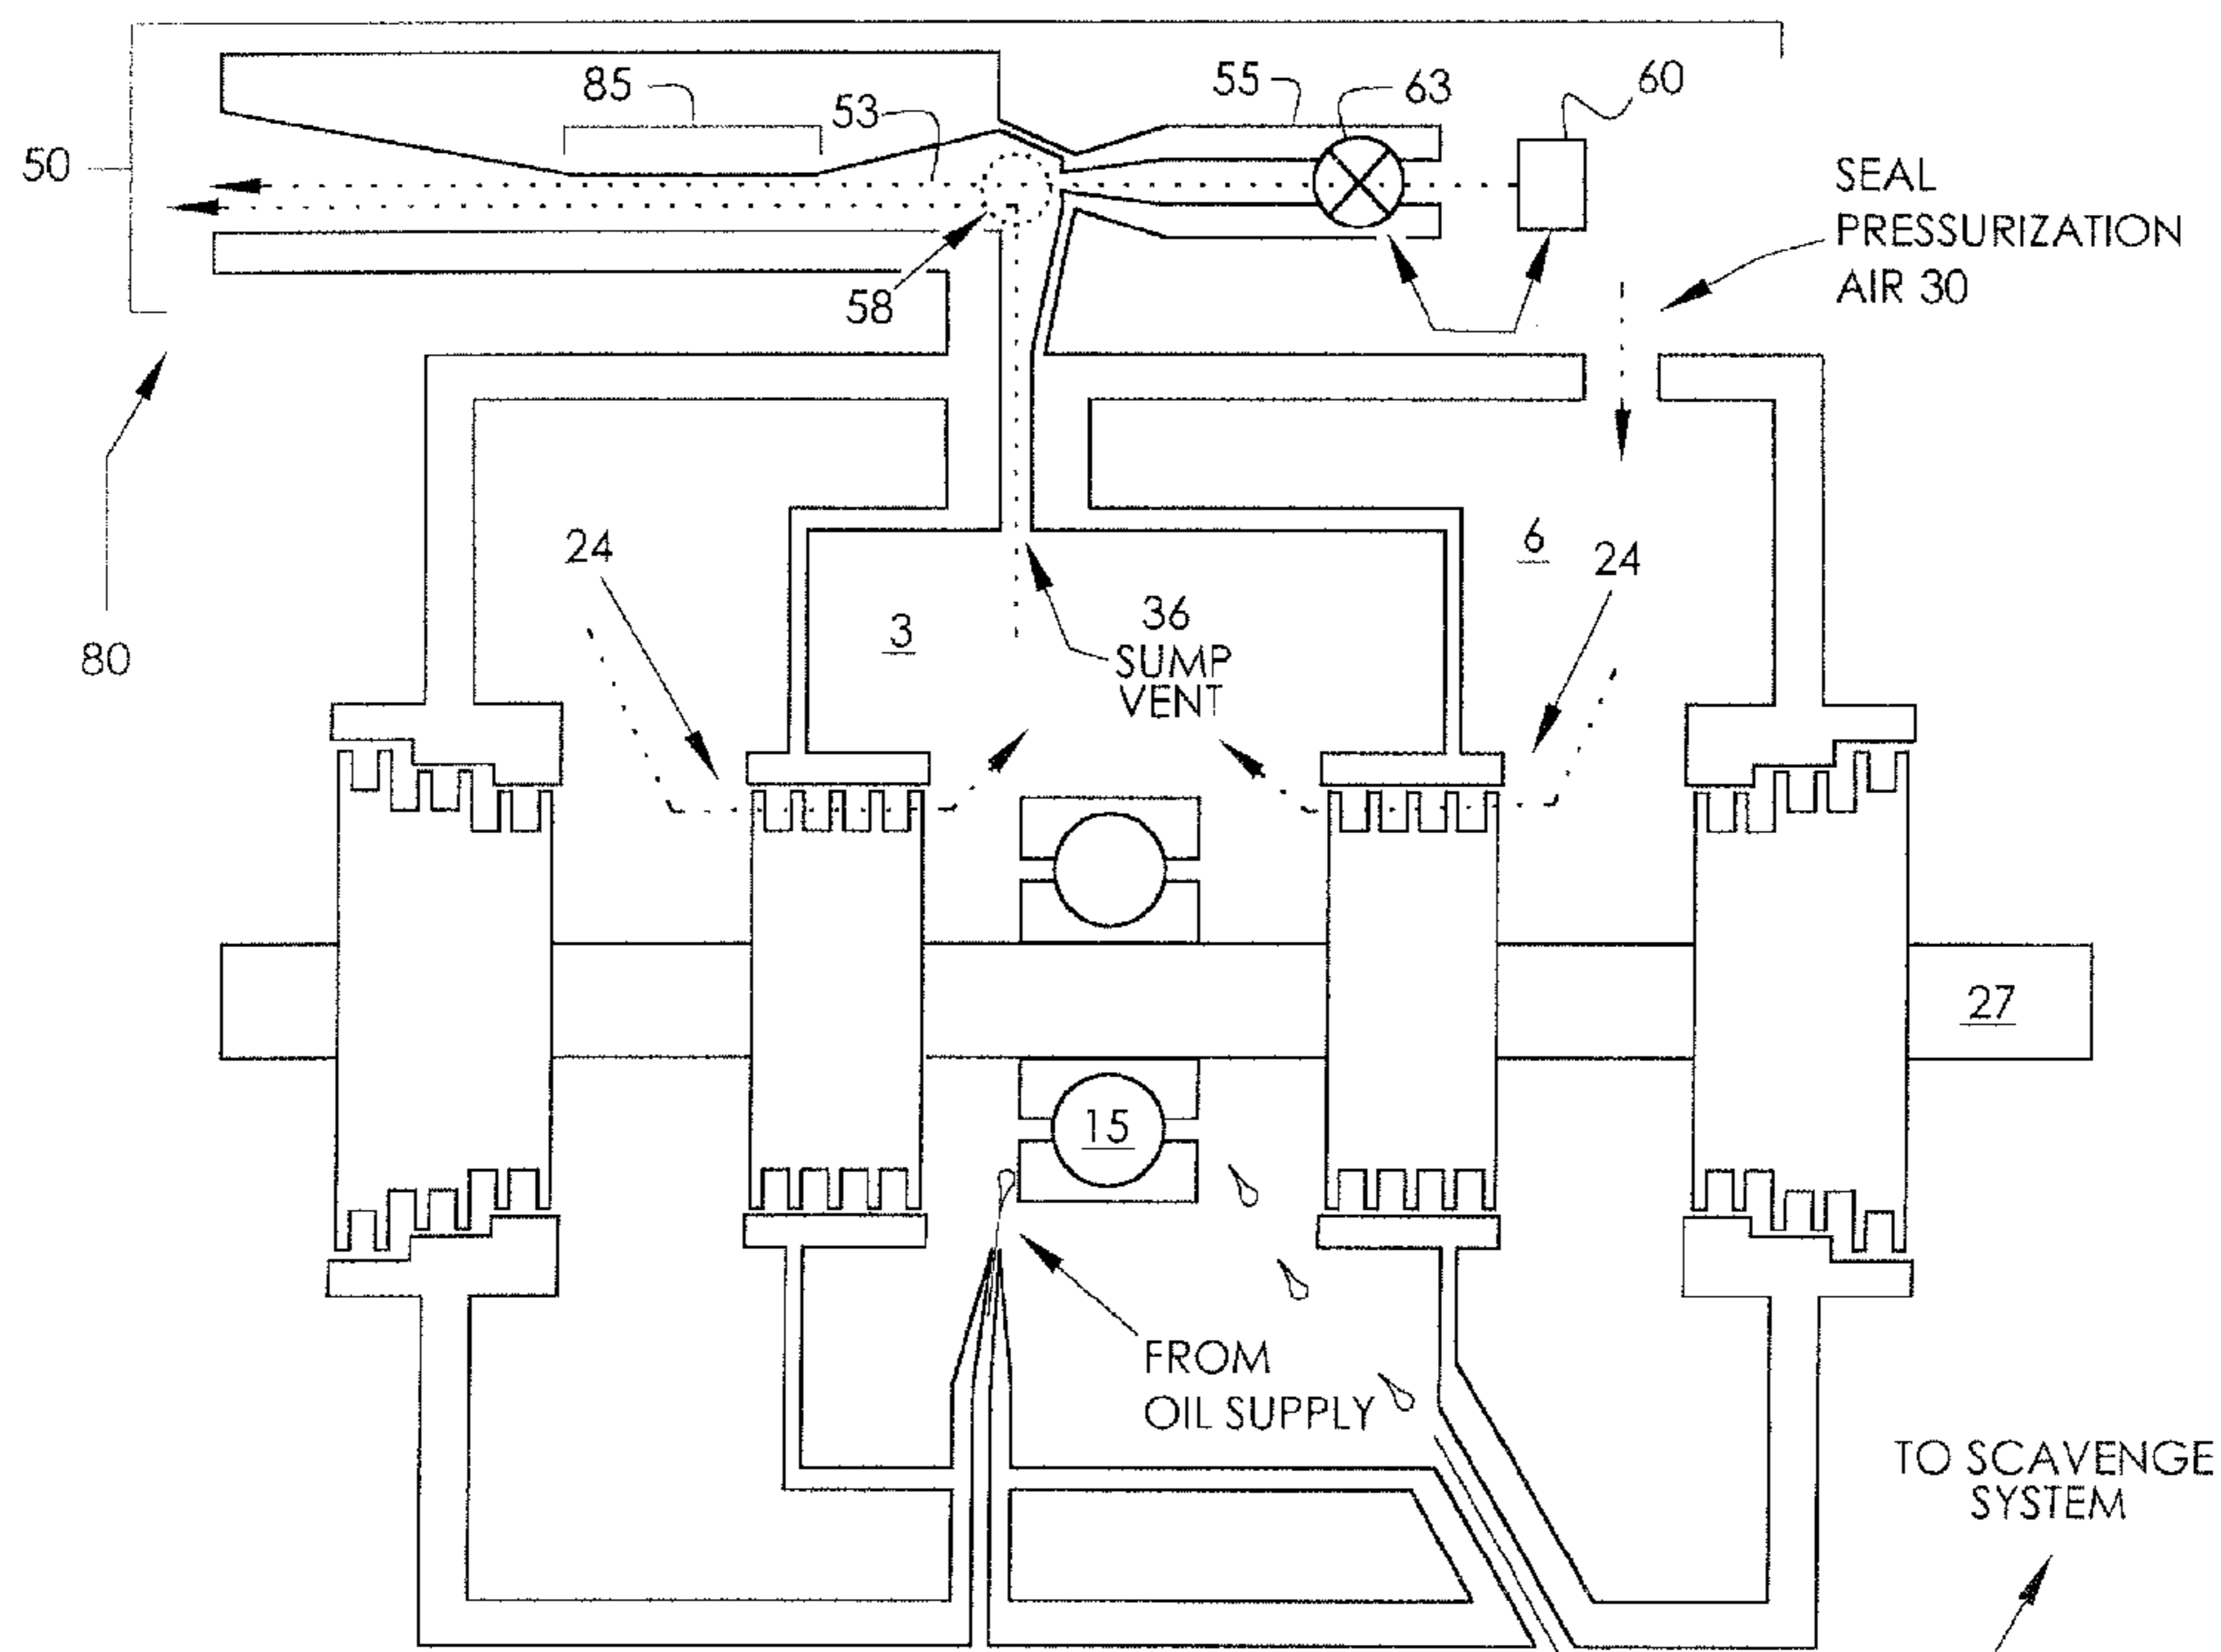 85
53
55
63
60
50
SEAL
PRESSURIZATION
AIR 30
58
80
24
3
36
SUMP
VENT
6
24
27
15
FROM
OIL SUPPLY
TO SCAVENGE
SYSTEM